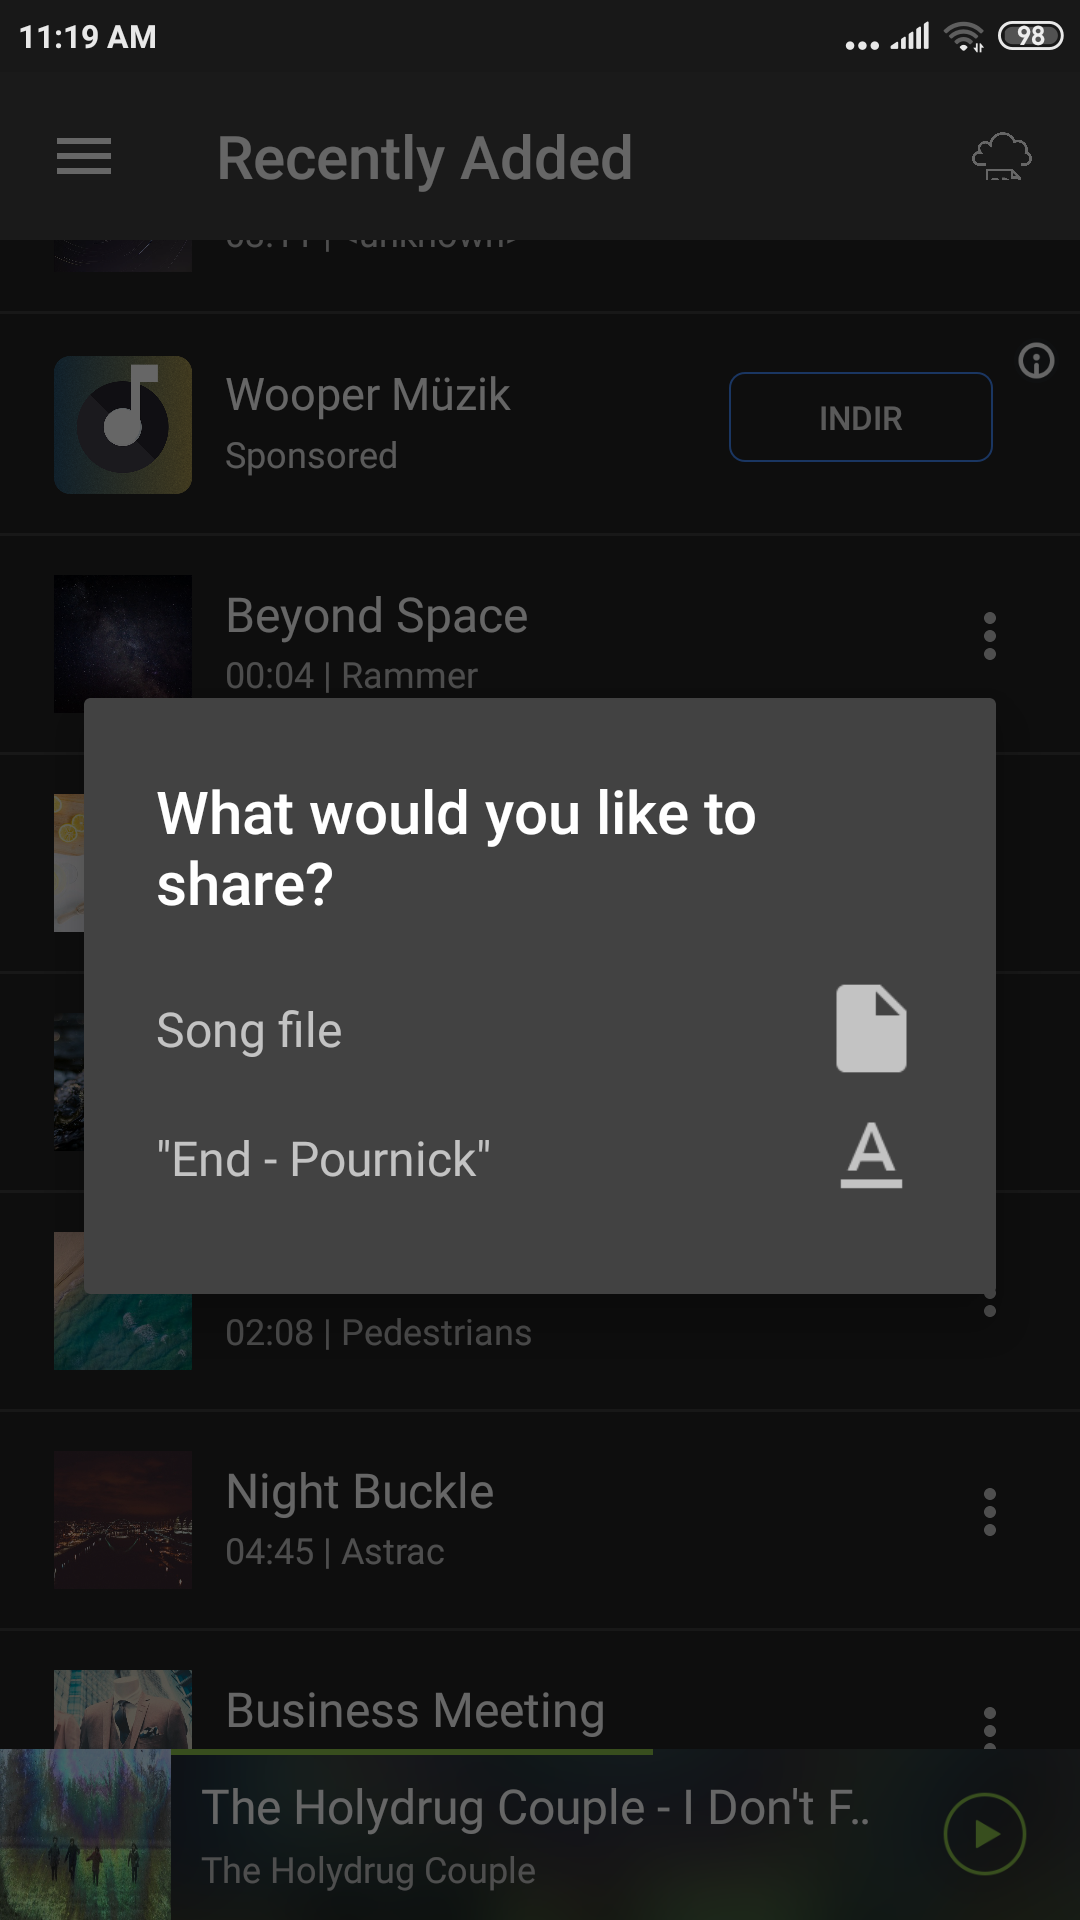 11:19 AM
98
Recently Added
Wooper Müzik
INDIR
Sponsored
Beyond Space
00:04 | Rammer
What would you like to
share?
Song file
"End - Pournick"
02:08 | Pedestrians
Night Buckle
04:45 | Astrac
Business Meeting
The Holydrug Couple - I Don't F..
The Holydrug Couple